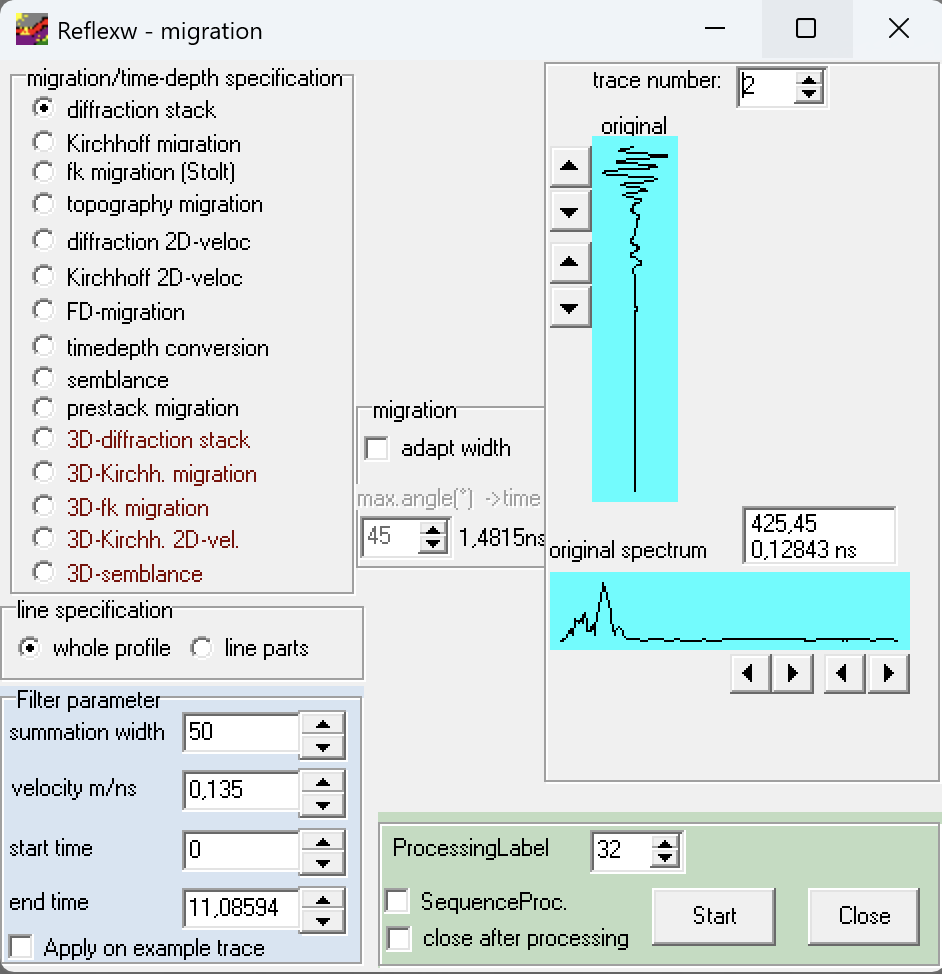 Reflexw - migration
migration/time-depth specification
diffraction stack
Kirchhoff migration
fk migration (Stolt)
topography migration
diffraction 2D-veloc
Kirchhoff 2D-veloc
FD-migration
timedepth conversion
semblance
prestack migration
3D-diffraction stack
3D-Kirchh. migration
3D-fk migration
3D-Kirchh. 2D-vel.
3D-semblance
line specification
whole profile line parts
Filter parameter
summation width 50
velocity m/ns 0,135
start time 0
end time 11,08594
Apply on example trace
migration
adapt width
max.angle(°) ->time
45 1,4815ns
trace number: 2
original
425,45
0,12843 ns
original spectrum
ProcessingLabel 32
SequenceProc.
close after processing
Start Close